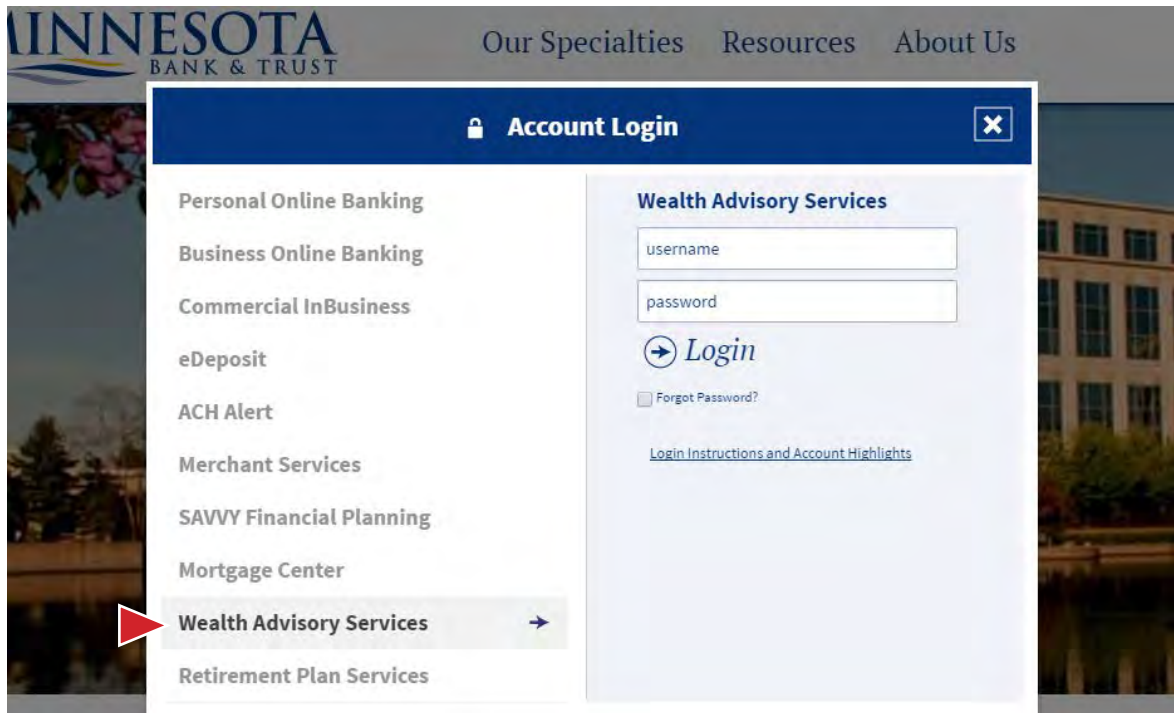 MINNESOTA
BANK & TRUST
Our Specialties Resources About Us
Account Login
Personal Online Banking
Business Online Banking
Commercial InBusiness
eDeposit
ACH Alert
Merchant Services
SAVVY Financial Planning
Mortgage Center
Wealth Advisory Services
Retirement Plan Services
Wealth Advisory Services
username
password
Login
Forgot Password?
Login Instructions and Account Highlights